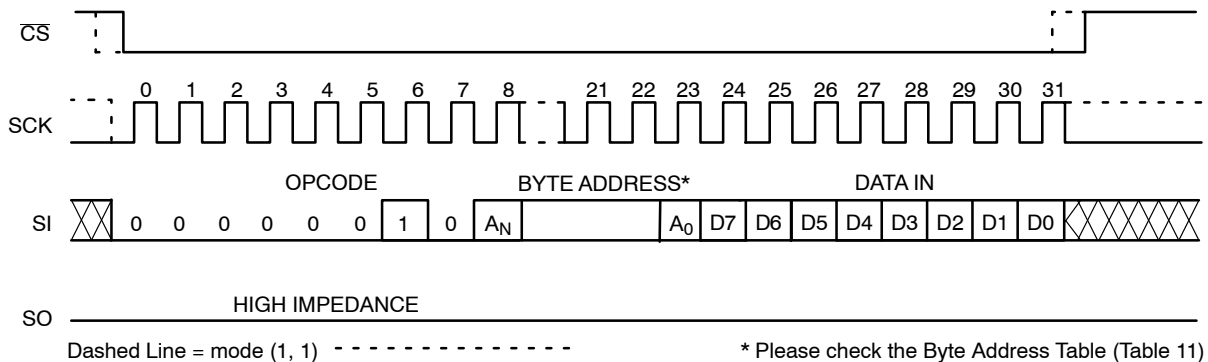 CS
0 1 2 3 4 5 6 7 8 21 22 23 24 25 26 27 28 29 30 31
SCK
OPCODE BYTE ADDRESS* DATA IN
SI 0 0 0 0 0 0 1 0 AN A0 D7 D6 D5 D4 D3 D2 D1 D0
HIGH IMPEDANCE
SO
Dashed Line = mode (1, 1) * Please check the Byte Address Table (Table 11)